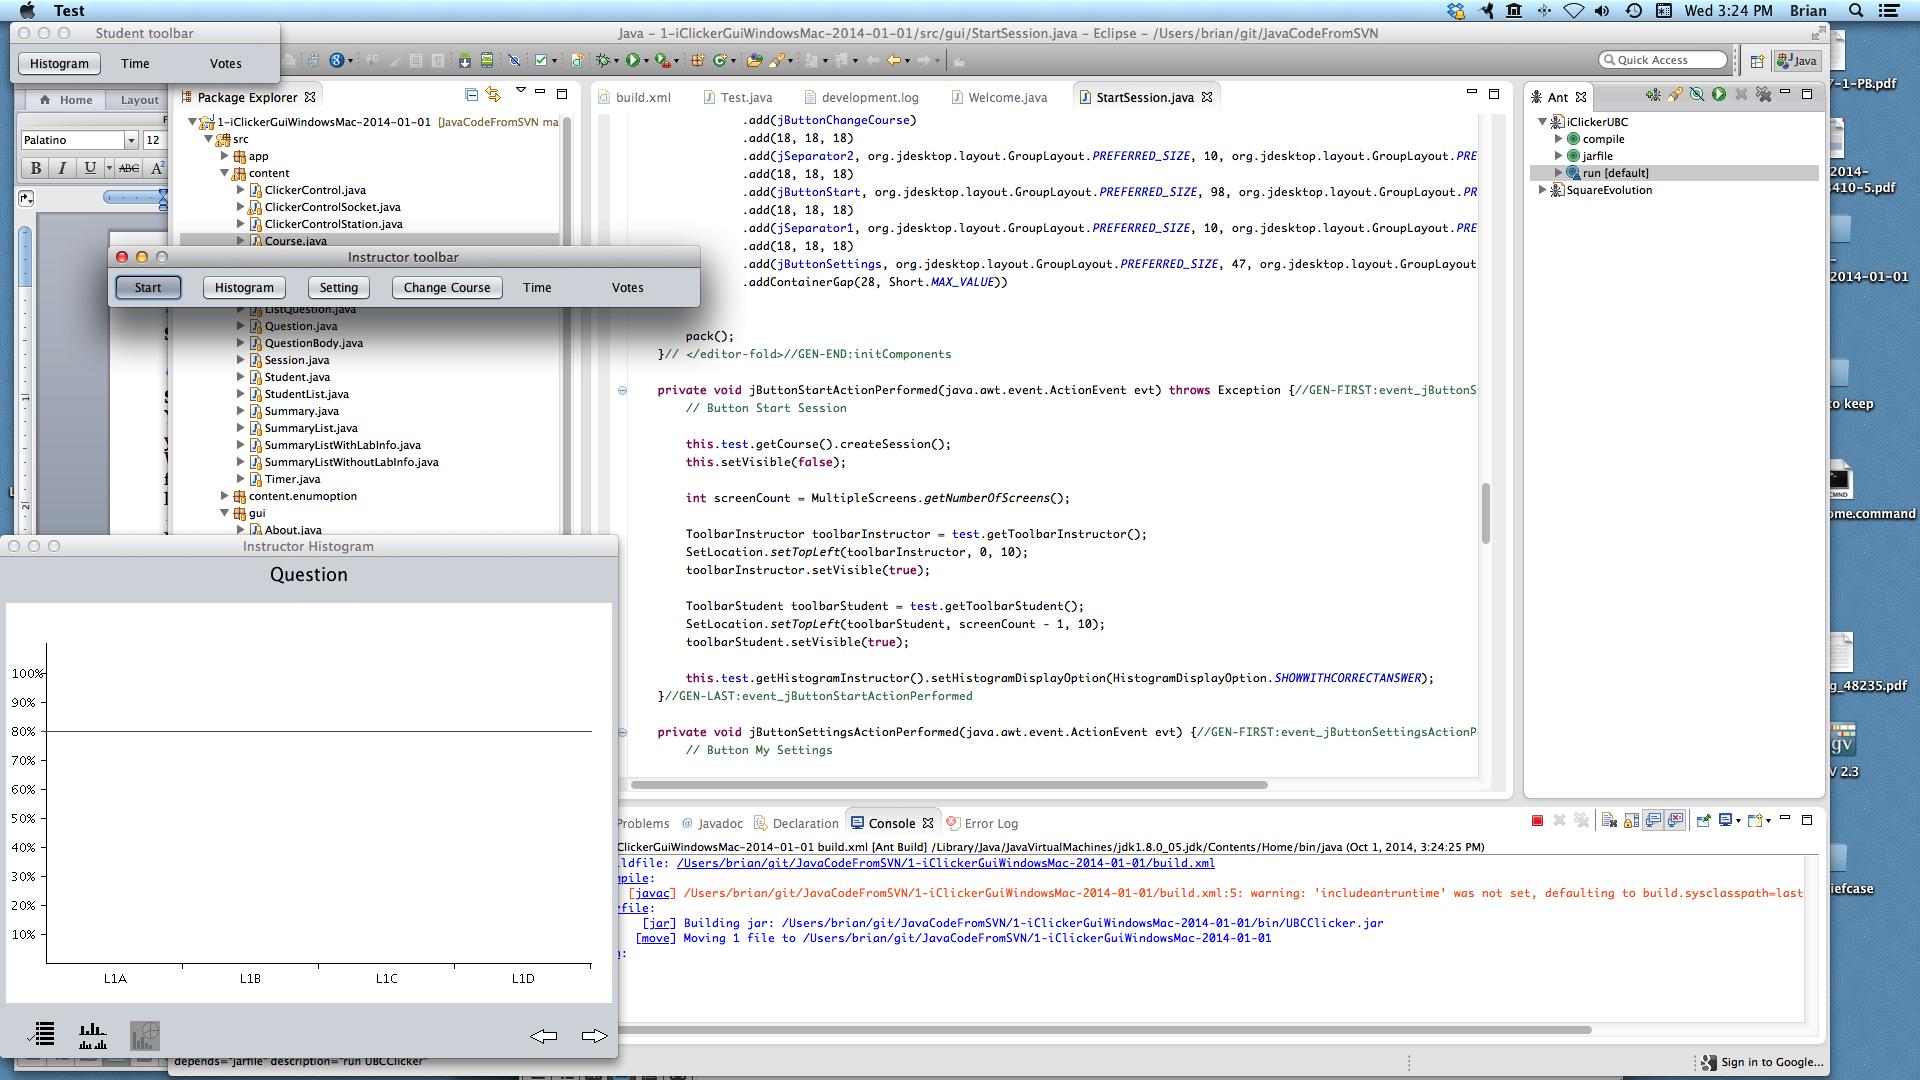 Test
Wed 3:24 PM Brian
Student toolbar
Histogram Time Votes
Java - 1-iClickerGuiWindowsMac-2014-01-01/src/gui/StartSession.java - Eclipse - /Users/brian/git/JavaCodeFromSVN
Quick Access
Java
Home Layout
Palatino 12
B I U ABC A2
Package Explorer
1-iClickerGuiWindowsMac-2014-01-01 [JavaCodeFromSVN ma
src
app
content
ClickerControl.java
ClickerControlSocket.java
ClickerControlStation.java
Course.java
Instructor toolbar
Start Histogram Setting Change Course Time Votes
ListQuestion.java
Question.java
QuestionBody.java
Session.java
Student.java
StudentList.java
Summary.java
SummaryList.java
SummaryListWithLabInfo.java
SummaryListWithoutLabInfo.java
Timer.java
content.enumoption
gui
About.java
build.xml Test.java development.log Welcome.java StartSession.java
.add(jButtonChangeCourse)
.add(18, 18, 18)
.add(jSeparator2, org.jdesktop.layout.GroupLayout.PREFERRED_SIZE, 10, org.jdesktop.layout.GroupLayout.PRE
.add(18, 18, 18)
.add(jButtonStart, org.jdesktop.layout.GroupLayout.PREFERRED_SIZE, 98, org.jdesktop.layout.GroupLayout.PR
.add(18, 18, 18)
.add(jSeparator1, org.jdesktop.layout.GroupLayout.PREFERRED_SIZE, 10, org.jdesktop.layout.GroupLayout.PRE
.add(18, 18, 18)
.add(jButtonSettings, org.jdesktop.layout.GroupLayout.PREFERRED_SIZE, 47, org.jdesktop.layout.GroupLayout
.addContainerGap(28, Short.MAX_VALUE))
pack();
}// </editor-fold>//GEN-END:initComponents
private void jButtonStartActionPerformed(java.awt.event.ActionEvent evt) throws Exception {//GEN-FIRST:event_jButtonS
// Button Start Session
this.test.getCourse().createSession();
this.setVisible(false);
int screenCount = MultipleScreens.getNumberOfScreens();
ToolbarInstructor toolbarInstructor = test.getToolbarInstructor();
SetLocation.setTopLeft(toolbarInstructor, 0, 10);
toolbarInstructor.setVisible(true);
ToolbarStudent toolbarStudent = test.getToolbarStudent();
SetLocation.setTopLeft(toolbarStudent, screenCount - 1, 10);
toolbarStudent.setVisible(true);
this.test.getHistogramInstructor().setHistogramDisplayOption(HistogramDisplayOption.SHOWWITHCORRECTANSWER);
}//GEN-LAST:event_jButtonStartActionPerformed
private void jButtonSettingsActionPerformed(java.awt.event.ActionEvent evt) {//GEN-FIRST:event_jButtonSettingsActionP
// Button My Settings
Ant
iClickerUBC
compile
jarfile
run [default]
SquareEvolution
7-1-PB.pdf
2014-
3410-5.pdf
2014-01-01
to keep
CMND
ome.command
g_48235.pdf
gv
V 2.3
iefcase
Instructor Histogram
Question
100%
90%
80%
70%
60%
50%
40%
30%
20%
10%
L1A L1B L1C L1D
Problems @ Javadoc Declaration Console Error Log
ClickerGuiWindowsMac-2014-01-01 build.xml [Ant Build] /Library/Java/JavaVirtualMachines/jdk1.8.0_05.jdk/Contents/Home/bin/java (Oct 1, 2014, 3:24:25 PM)
ldfile: /Users/brian/git/JavaCodeFromSVN/1-iClickerGuiWindowsMac-2014-01-01/build.xml
mpile:
[javac] /Users/brian/git/JavaCodeFromSVN/1-iClickerGuiWindowsMac-2014-01-01/build.xml:5: warning: 'includeantruntime' was not set, defaulting to build.sysclasspath=last
rfile:
[jar] Building jar: /Users/brian/git/JavaCodeFromSVN/1-iClickerGuiWindowsMac-2014-01-01/bin/UBCClicker.jar
[move] Moving 1 file to /Users/brian/git/JavaCodeFromSVN/1-iClickerGuiWindowsMac-2014-01-01
n:
depends="jarfile" description="run UBCClicker"
Sign in to Google...